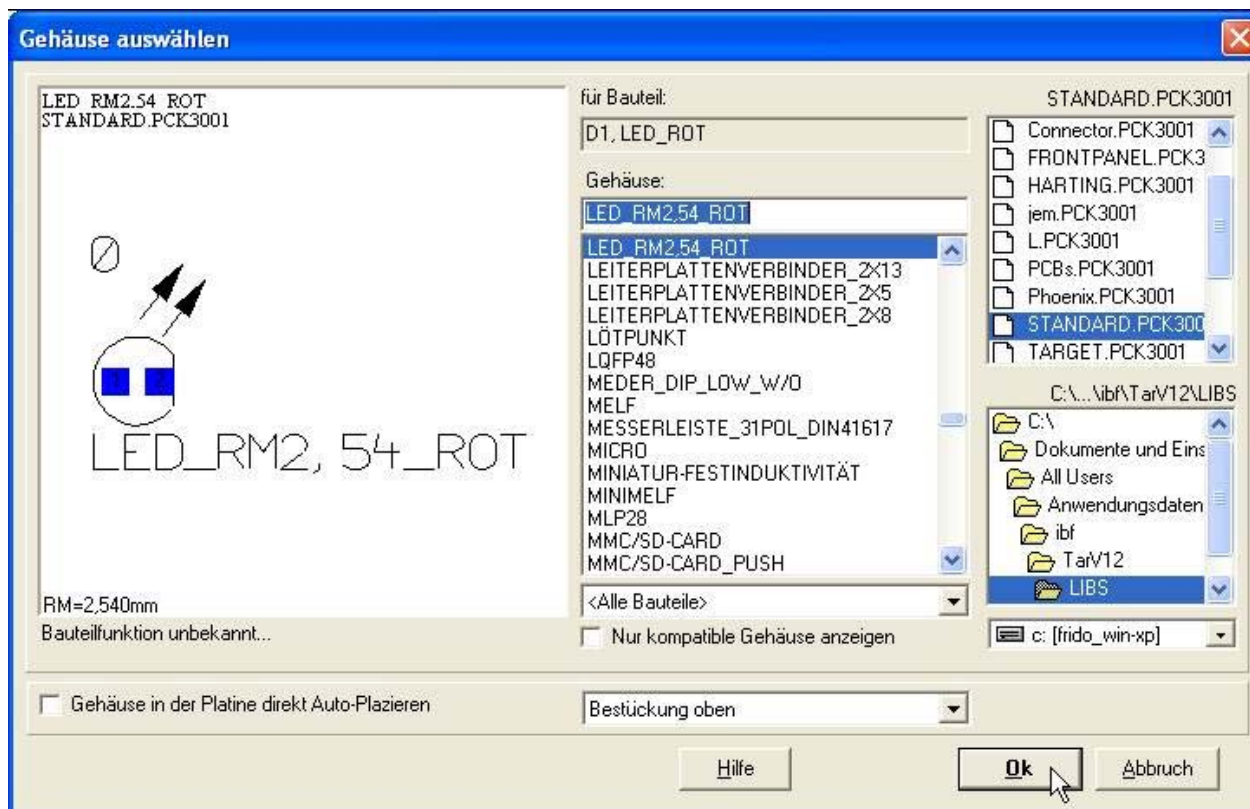 Gehäuse auswählen
LED RM2.54 ROT
STANDARD.PCK3001
0
1 2
LED_RM2, 54_ROT
RM=2,540mm
Bauteilfunktion unbekannt...
für Bauteil:
D1, LED_ROT
Gehäuse:
LED_RM2,54_ROT
LED_RM2,54_ROT
LEITERPLATTENVERBINDER_2X13
LEITERPLATTENVERBINDER_2X5
LEITERPLATTENVERBINDER_2X8
LÖTPUNKT
LQFP48
MEDER_DIP_LOW_W/O
MELF
MESSERLEISTE_31POL_DIN41617
MICRO
MINIATUR-FESTINDUKTIVITÄT
MINIMELF
MLP28
MMC/SD-CARD
MMC/SD-CARD_PUSH
<Alle Bauteile>
Nur kompatible Gehäuse anzeigen
STANDARD.PCK3001
Connector.PCK3001
FRONTPANEL.PCK3
HARTING.PCK3001
jem.PCK3001
L.PCK3001
PCBs.PCK3001
Phoenix.PCK3001
STANDARD.PCK300
TARGET.PCK3001
C:\...\ibf\TarV12\LIBS
C:\
Dokumente und Eins
All Users
Anwendungsdaten
ibf
TarV12
LIBS
c: [frido_win-xp]
Gehäuse in der Platine direkt Auto-Plazieren
Bestückung oben
Hilfe
Ok
Abbruch